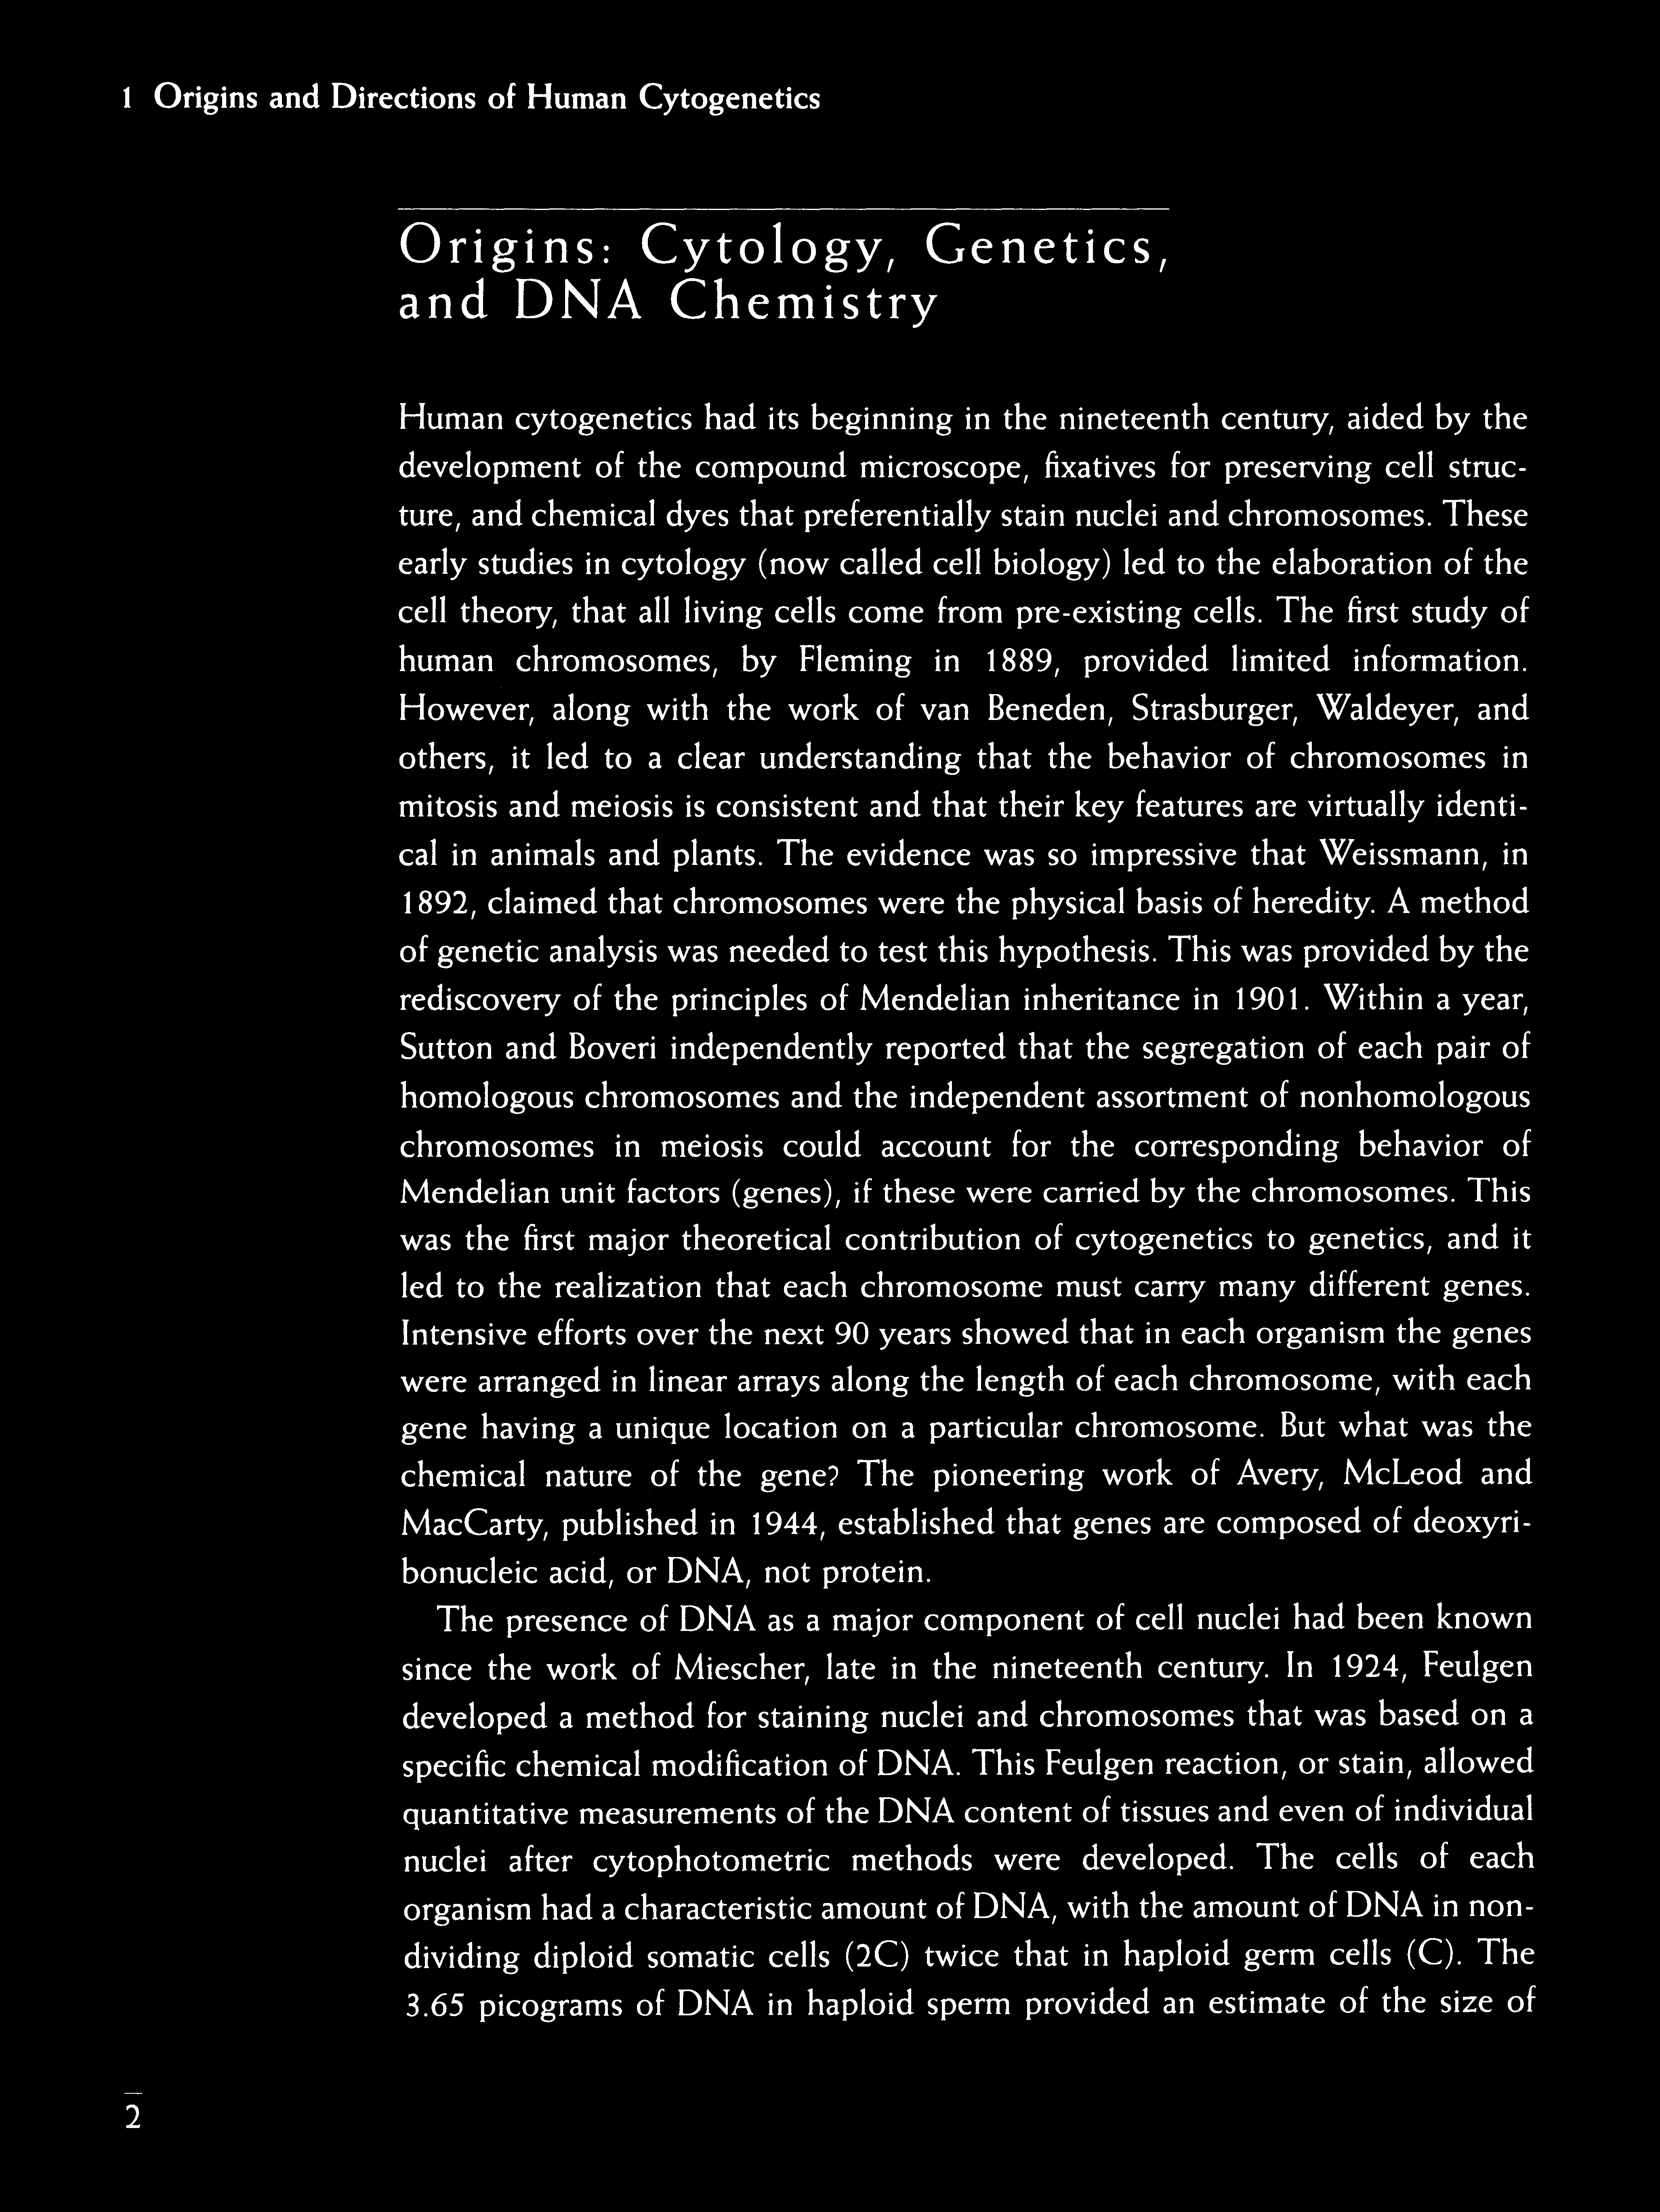 1 Origins and Directions of Human Cytogenetics
Origins: Cytology, Genetics,
and DNA Chemistry
Human cytogenetics had its beginning in the nineteenth century, aided by the
development of the compound microscope, fixatives for preserving cell struc-
ture, and chemical dyes that preferentially stain nuclei and chromosomes. These
early studies in cytology (now called cell biology) led to the elaboration of the
cell theory, that all living cells come from pre-existing cells. The first study of
human chromosomes, by Fleming in 1889, provided limited information.
However, along with the work of van Beneden, Strasburger, Waldeyer, and
others, it led to a clear understanding that the behavior of chromosomes in
mitosis and meiosis is consistent and that their key features are virtually identi-
cal in animals and plants. The evidence was so impressive that Weissmann, in
1892, claimed that chromosomes were the physical basis of heredity. A method
of genetic analysis was needed to test this hypothesis. This was provided by the
rediscovery of the principles of Mendelian inheritance in 1901. Within a year,
Sutton and Boveri independently reported that the segregation of each pair of
homologous chromosomes and the independent assortment of nonhomologous
chromosomes in meiosis could account for the corresponding behavior of
Mendelian unit factors (genes), if these were carried by the chromosomes. This
was the first major theoretical contribution of cytogenetics to genetics, and it
led to the realization that each chromosome must carry many different genes.
Intensive efforts over the next 90 years showed that in each organism the genes
were arranged in linear arrays along the length of each chromosome, with each
gene having a unique location on a particular chromosome. But what was the
chemical nature of the gene? The pioneering work of Avery, McLeod and
MacCarty, published in 1944, established that genes are composed of deoxyri-
bonucleic acid, or DNA, not protein.
The presence of DNA as a major component of cell nuclei had been known
since the work of Miescher, late in the nineteenth century. In 1924, Feulgen
developed a method for staining nuclei and chromosomes that was based on a
specific chemical modification of DNA. This Feulgen reaction, or stain, allowed
quantitative measurements of the DNA content of tissues and even of individual
nuclei after cytophotometric methods were developed. The cells of each
organism had a characteristic amount of DNA, with the amount of DNA in non-
dividing diploid somatic cells (2C) twice that in haploid germ cells (C). The
3.65 picograms of DNA in haploid sperm provided an estimate of the size of
2